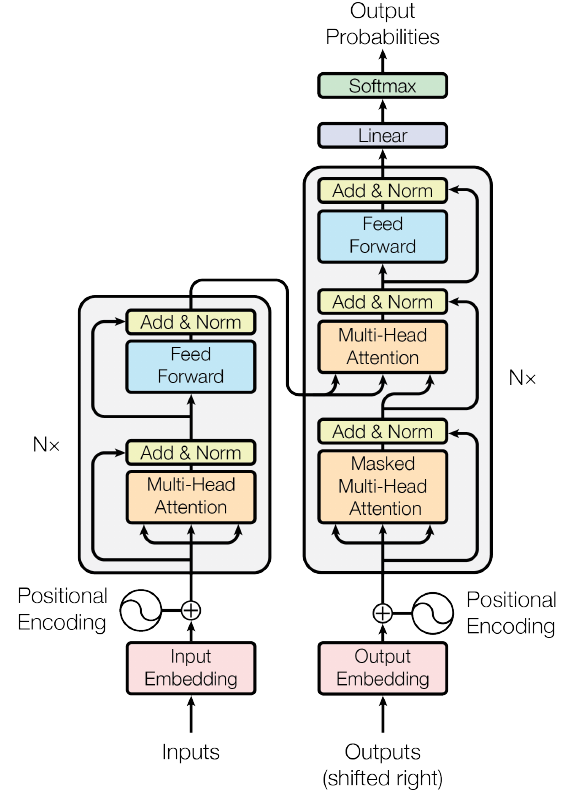 Output
Probabilities
Softmax
Linear
Add & Norm
Feed
Forward
Add & Norm
Multi-Head
Attention
Add & Norm
Masked
Multi-Head
Attention
N×
Add & Norm
Feed
Forward
Add & Norm
Multi-Head
Attention
N×
Positional
Encoding
Positional
Encoding
Input
Embedding
Output
Embedding
Inputs
Outputs
(shifted right)